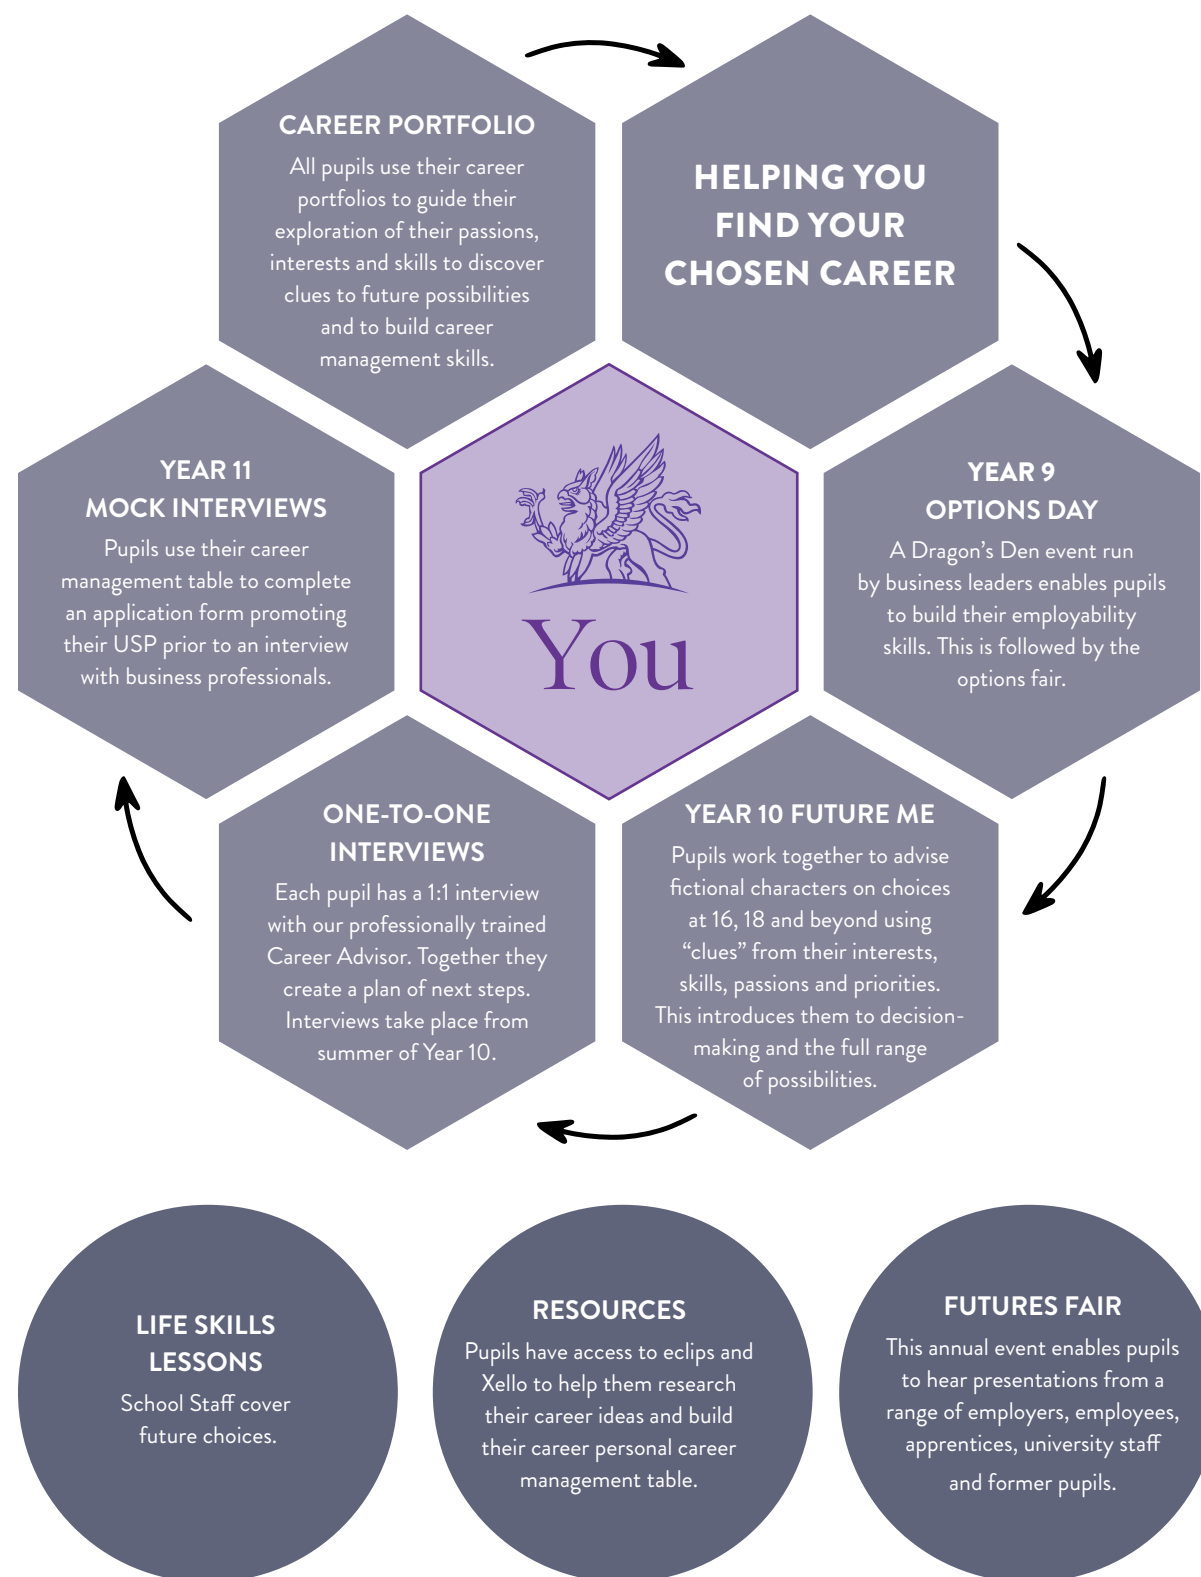 CAREER PORTFOLIO
All pupils use their career
portfolios to guide their
exploration of their passions,
interests and skills to discover
clues to future possibilities
and to build career
management skills.
HELPING YOU
FIND YOUR
CHOSEN CAREER
YEAR 11
MOCK INTERVIEWS
Pupils use their career
management table to complete
an application form promoting
their USP prior to an interview
with business professionals.
You
YEAR 9
OPTIONS DAY
A Dragon’s Den event run
by business leaders enables pupils
to build their employability
skills. This is followed by the
options fair.
ONE-TO-ONE
INTERVIEWS
Each pupil has a 1:1 interview
with our professionally trained
Career Advisor. Together they
create a plan of next steps.
Interviews take place from
summer of Year 10.
YEAR 10 FUTURE ME
Pupils work together to advise
fictional characters on choices
at 16, 18 and beyond using
“clues” from their interests,
skills, passions and priorities.
This introduces them to decision-
making and the full range
of possibilities.
LIFE SKILLS
LESSONS
School Staff cover
future choices.
RESOURCES
Pupils have access to eclips and
Xello to help them research
their career ideas and build
their career personal career
management table.
FUTURES FAIR
This annual event enables pupils
to hear presentations from a
range of employers, employees,
apprentices, university staff
and former pupils.